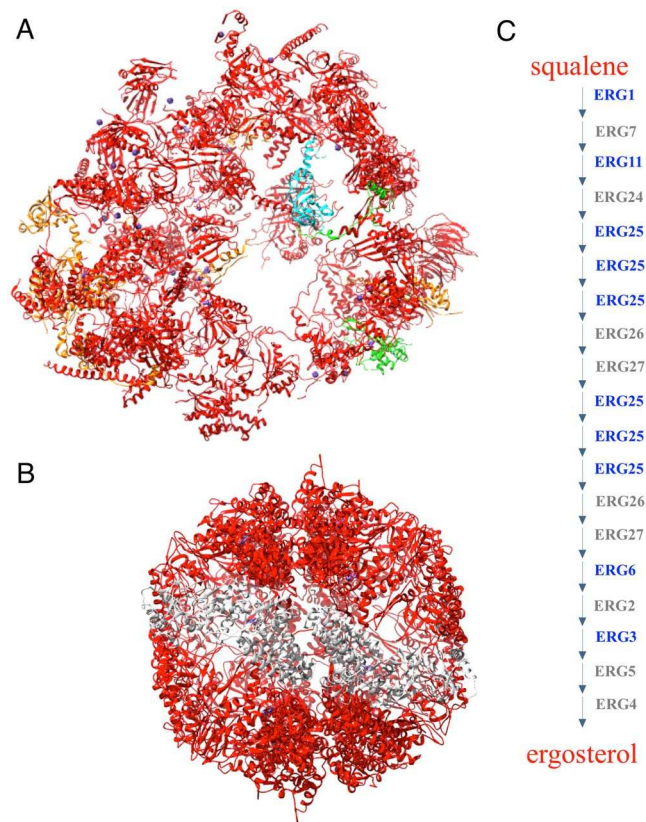 A
C
squalene
ERG1
ERG7
ERG11
ERG24
ERG25
ERG25
ERG25
ERG26
ERG27
ERG25
ERG25
ERG25
ERG26
ERG27
ERG6
ERG2
ERG3
ERG5
ERG4
ergosterol
B